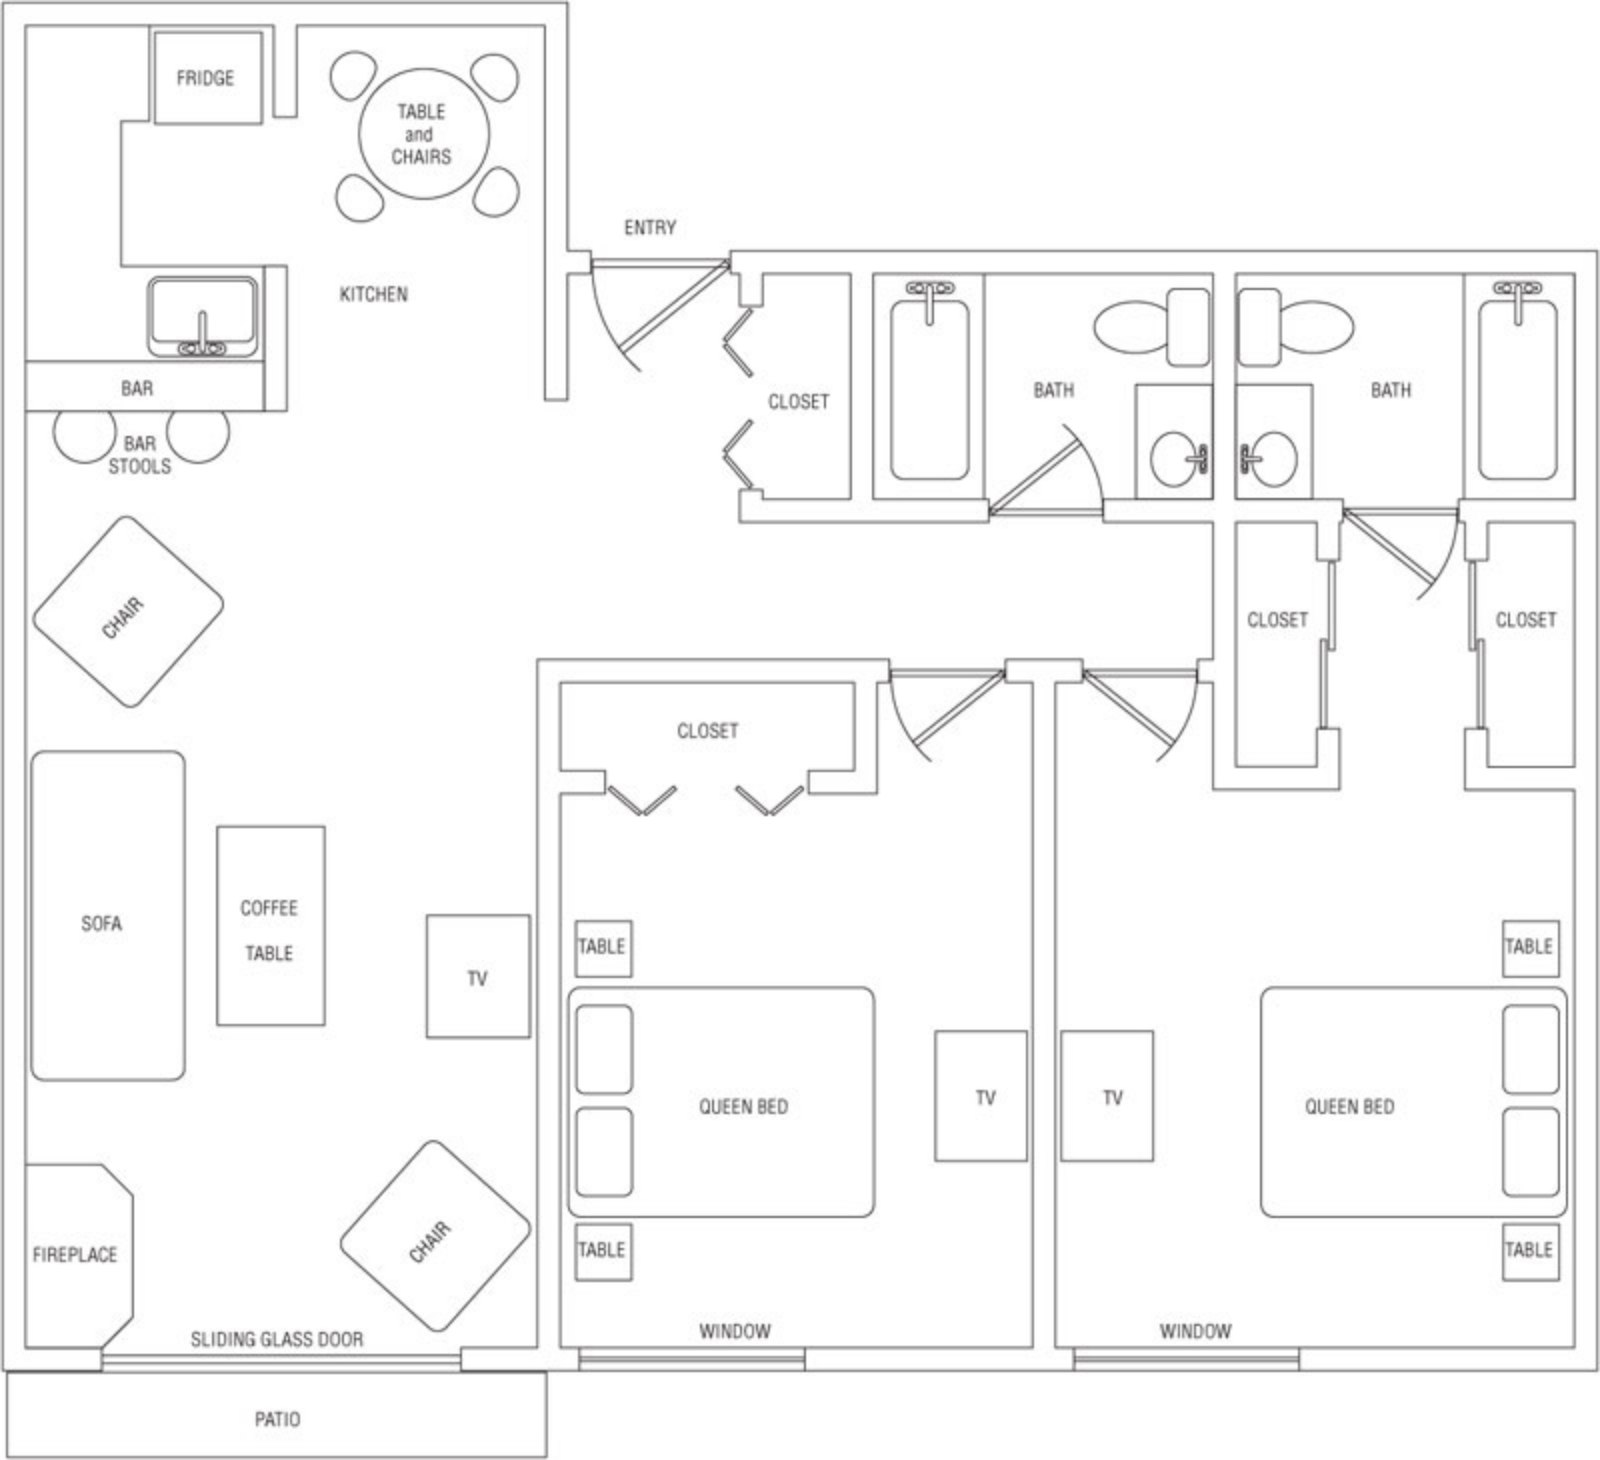 FRIDGE
TABLE
and
CHAIRS
ENTRY
KITCHEN
BAR
BAR
STOOLS
CLOSET
BATH
BATH
CHAIR
CLOSET
CLOSET
CLOSET
SOFA
COFFEE
TABLE
TV
TABLE
TABLE
QUEEN BED
TV
TV
QUEEN BED
CHAIR
FIREPLACE
TABLE
TABLE
SLIDING GLASS DOOR
WINDOW
WINDOW
PATIO